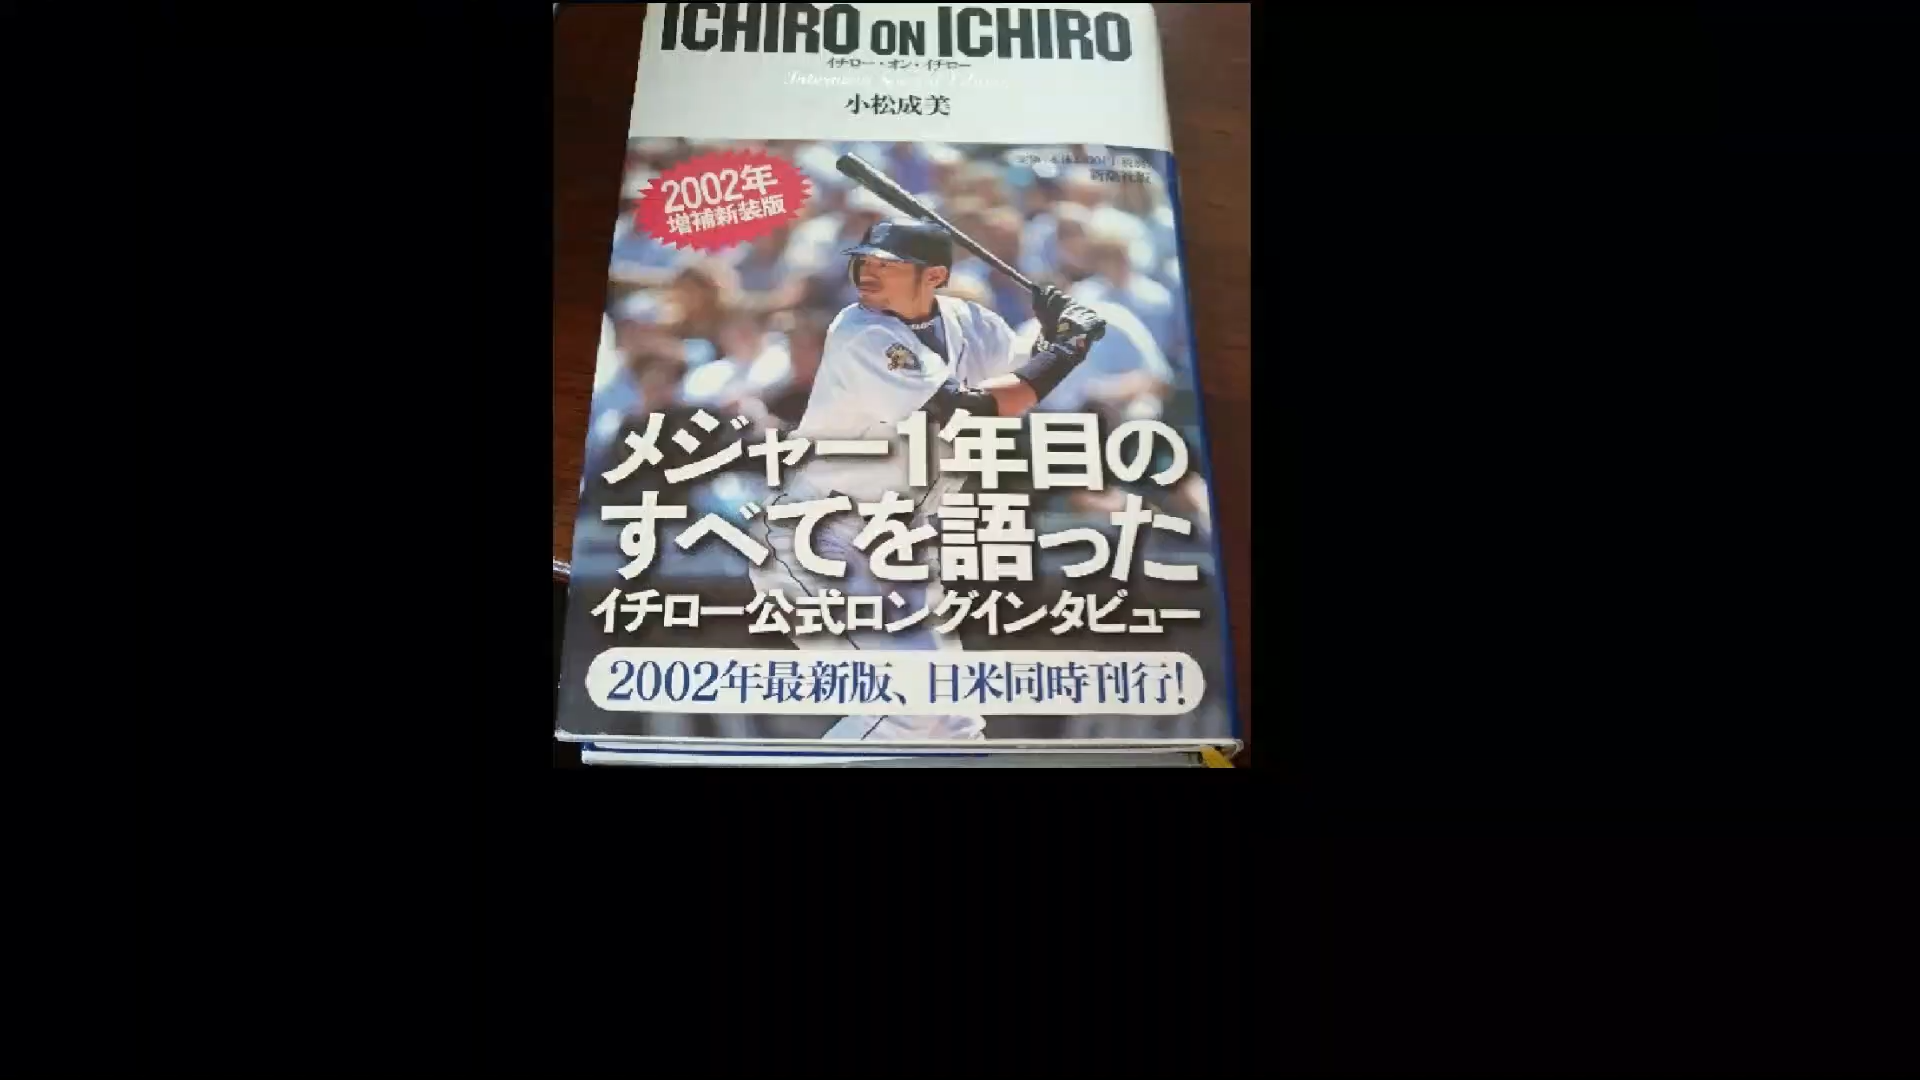 ICHIRO ON ICHIRO
イチロー・オン・イチロー
小松成美
新潮社版
2002年
増補新装版
メジャー1年目の
すべてを語った
イチロー公式ロングインタビュー
2002年最新版、日米同時刊行!